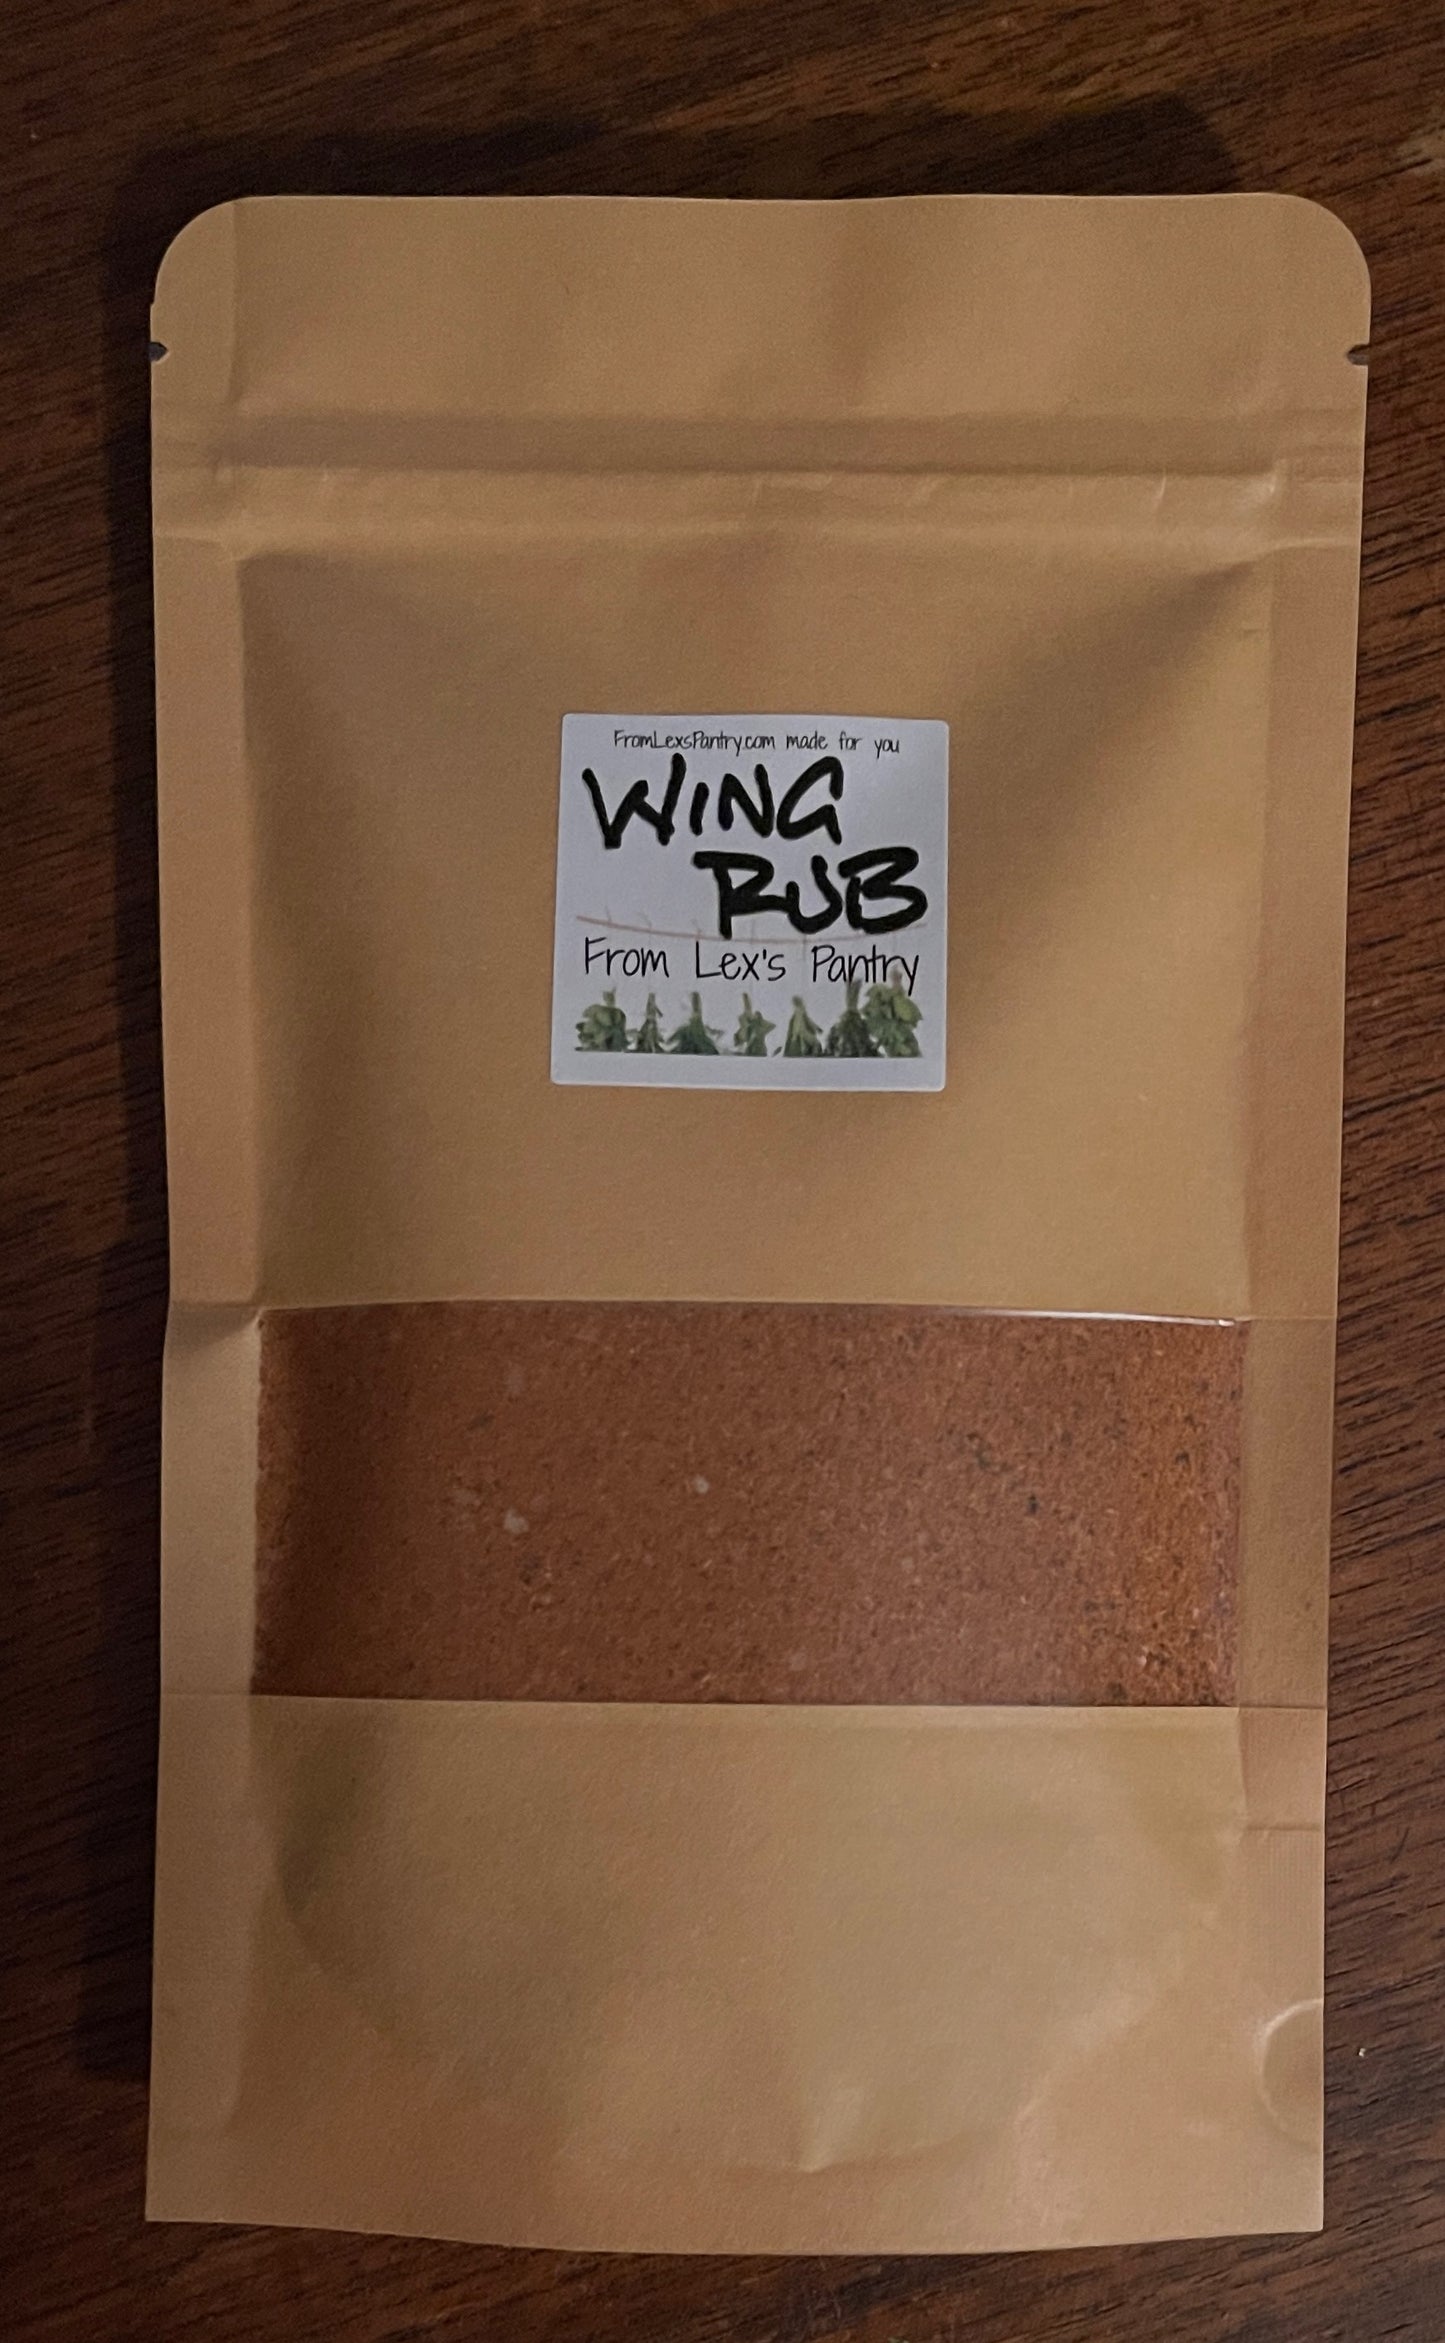 FromLexsPantry.com made for you
WING
RUB
From Lex's Pantry